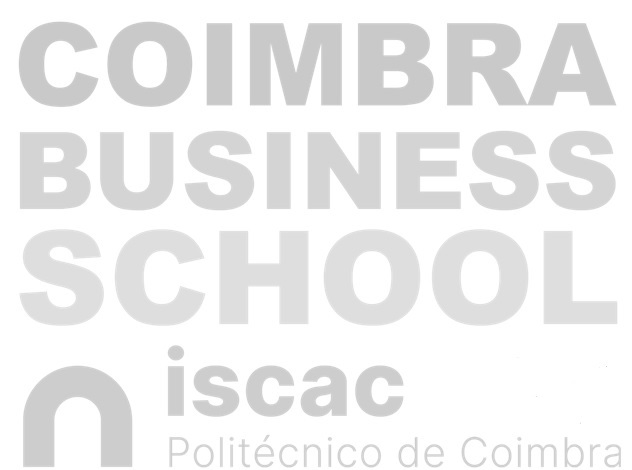 COIMBRA
BUSINESS
SCHOOL
iscac
Politécnico de Coimbra